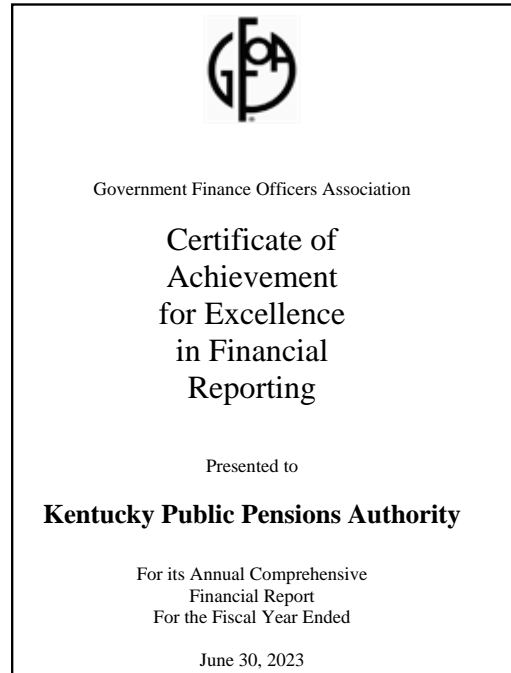 GFOA
Government Finance Officers Association
Certificate of
Achievement
for Excellence
in Financial
Reporting
Presented to
Kentucky Public Pensions Authority
For its Annual Comprehensive
Financial Report
For the Fiscal Year Ended
June 30, 2023